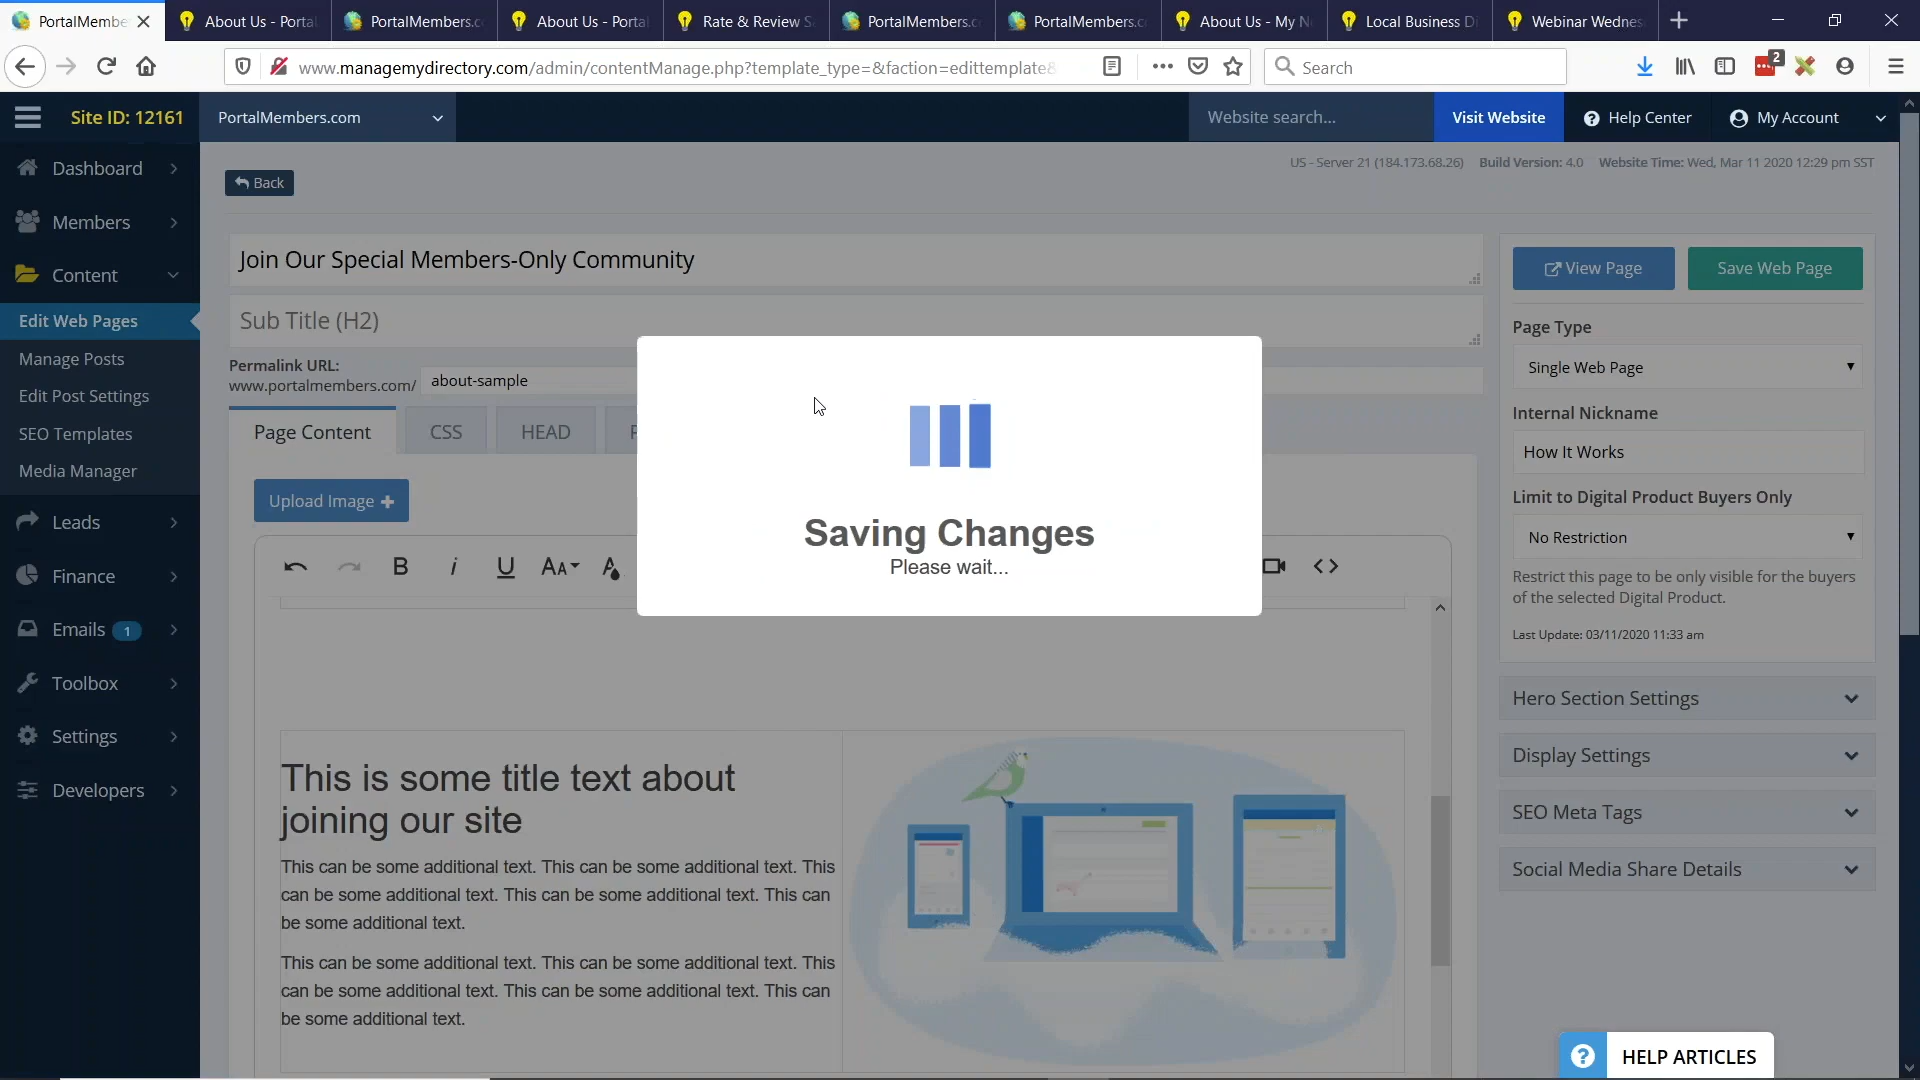 PortalMembe
About Us - Portal
PortalMembers.c
About Us - Porta
Rate & Review S
PortalMembers.c
PortalMembers.c
About Us - My N
Local Business Di
Webinar Wednes
www.managemydirectory.com/admin/contentManage.php?template_type=&faction=edittemplate&
Search
2
Site ID: 12161
PortalMembers.com
Website search...
Visit Website
Help Center
My Account
US - Server 21 (184.173.68.26) Build Version: 4.0 Website Time: Wed, Mar 11 2020 12:29 pm SST
Dashboard
Members
Content
Edit Web Pages
Manage Posts
Edit Post Settings
SEO Templates
Media Manager
Leads
Finance
Emails 1
Toolbox
Settings
Developers
Back
Join Our Special Members-Only Community
Sub Title (H2)
Permalink URL:
www.portalmembers.com/ about-sample
Page Content
CSS
HEAD
Upload Image
Saving Changes
Please wait...
This is some title text about
joining our site
This can be some additional text. This can be some additional text. This
can be some additional text. This can be some additional text. This can
be some additional text.
This can be some additional text. This can be some additional text. This
can be some additional text. This can be some additional text. This can
be some additional text.
View Page
Save Web Page
Page Type
Single Web Page
Internal Nickname
How It Works
Limit to Digital Product Buyers Only
No Restriction
Restrict this page to be only visible for the buyers
of the selected Digital Product.
Last Update: 03/11/2020 11:33 am
Hero Section Settings
Display Settings
SEO Meta Tags
Social Media Share Details
HELP ARTICLES